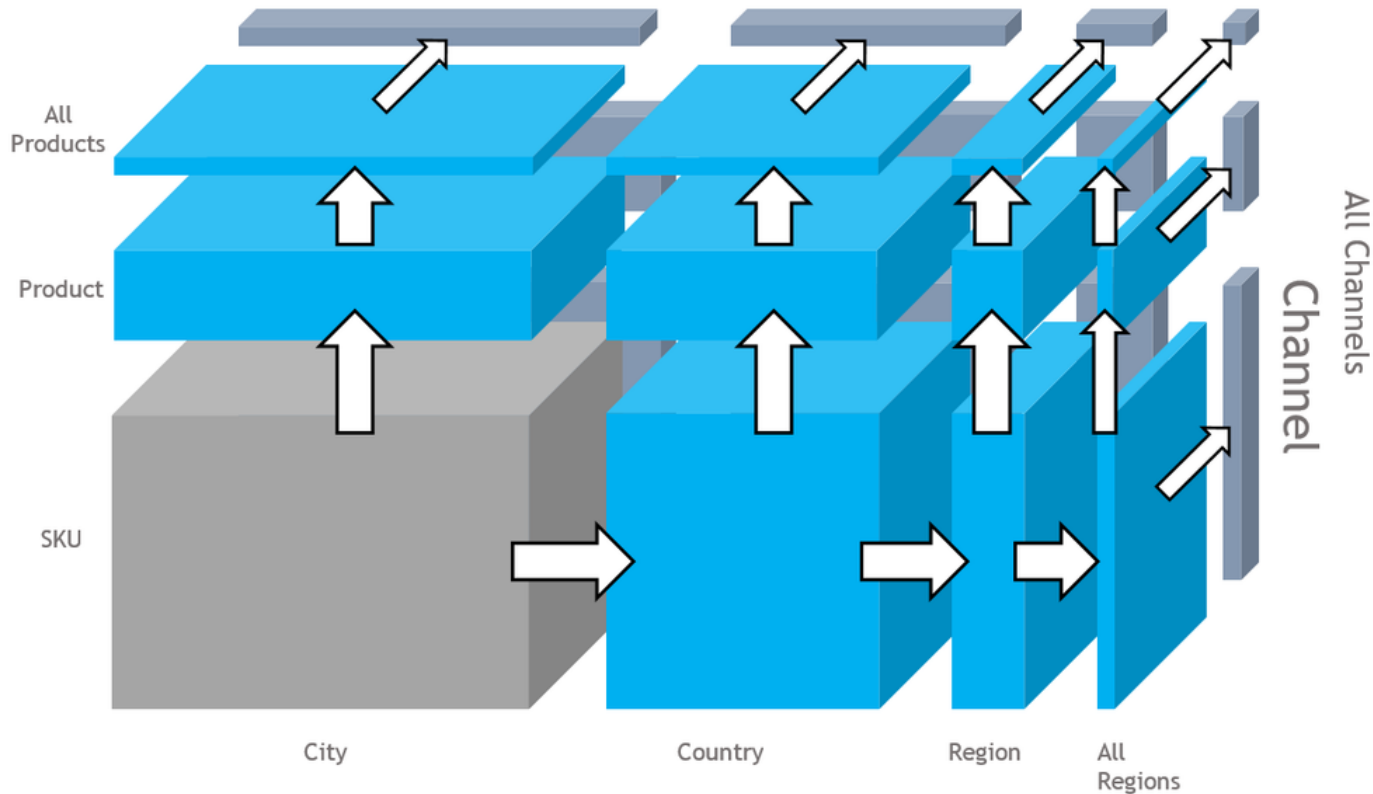 All
Products
Product
SKU
City
Country
Region
All
Regions
Channel
All Channels